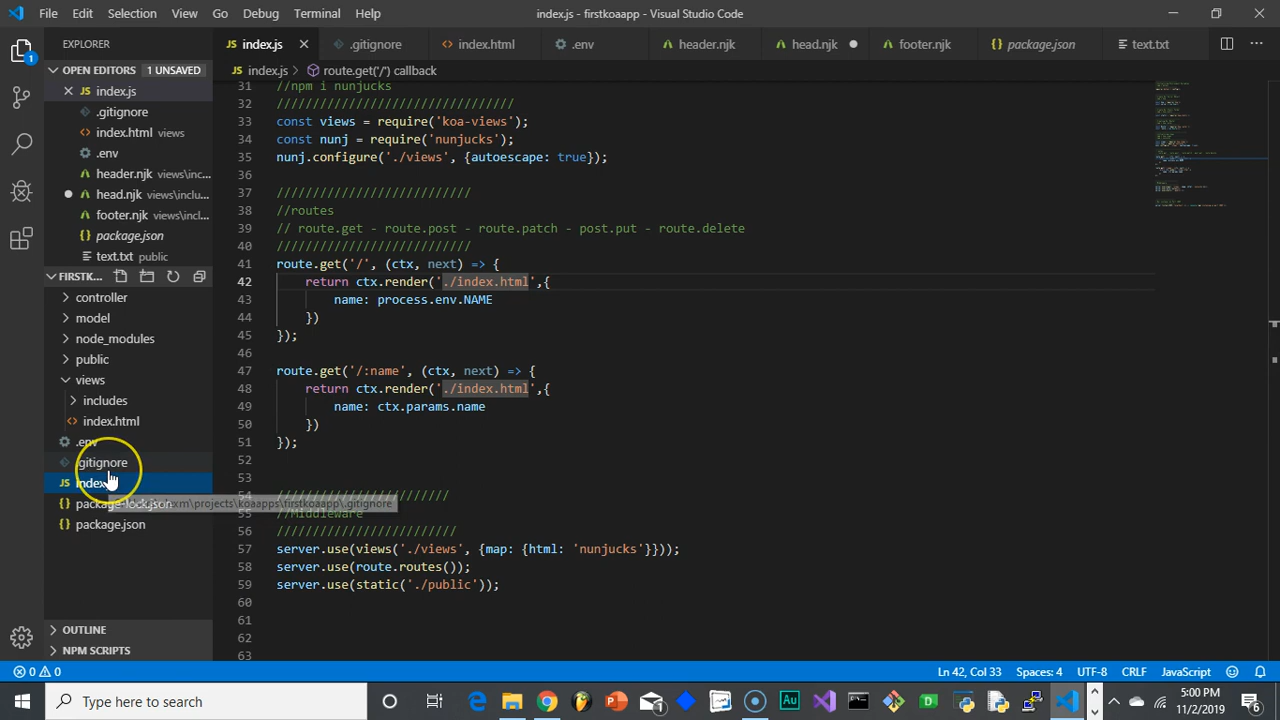 File Edit Selection View Go Debug Terminal Help
index.js - firstkoaapp - Visual Studio Code
EXPLORER
index.js
.gitignore
index.html
.env
header.njk
head.njk
footer.njk
package.json
text.txt
OPEN EDITORS 1 UNSAVED
index.js > route.get('/') callback
1
index.js
.gitignore
index.html views
.env
header.njk views\inclu...
head.njk views\inclu...
footer.njk views\includ...
package.json
text.txt public
FIRSTK...
controller
model
node_modules
public
views
includes
index.html
.env
.gitignore
package-lock.json
package.json
OUTLINE
NPM SCRIPTS
31 //npm i nunjucks
32 /////////////////////////////////
33 const views = require('koa-views');
34 const nunj = require('nunjucks');
35 nunj.configure('./views', {autoescape: true});
36
37 ///////////////////////////
38 //routes
39 // route.get - route.post - route.patch - post.put - route.delete
40 ///////////////////////////
41 route.get('/', (ctx, next) => {
42 return ctx.render('./index.html',{
43 name: process.env.NAME
44 })
45 });
46
47 route.get('/:name', (ctx, next) => {
48 return ctx.render('./index.html',{
49 name: ctx.params.name
50 })
51 });
52
53
54
55 //Middleware
56 /////////////////////////
57 server.use(views('./views', {map: {html: 'nunjucks'}}));
58 server.use(route.routes());
59 server.use(static('./public'));
60
61
62
63
0 0
Ln 42, Col 33 Spaces: 4 UTF-8 CRLF JavaScript
Type here to search
5:00 PM
11/2/2019
6